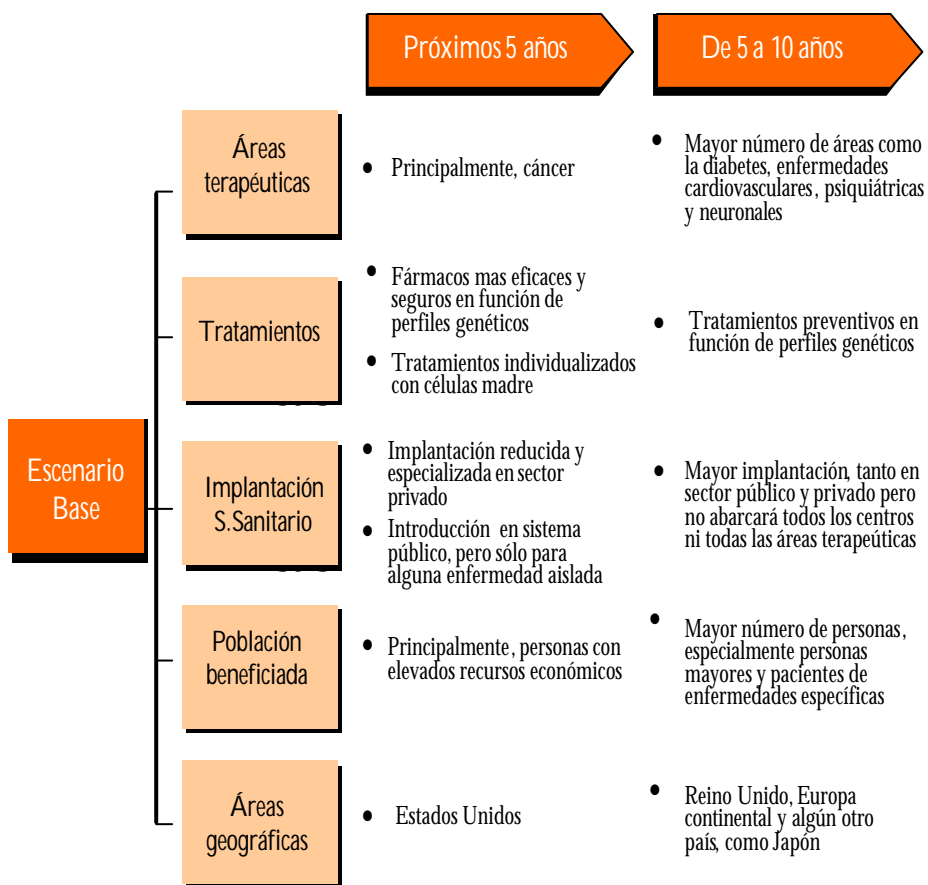 Próximos 5 años
De 5 a 10 años
Escenario
Base
Áreas
terapéuticas
• Principalmente, cáncer
• Mayor número de áreas como
la diabetes, enfermedades
cardiovasculares, psiquiátricas
y neuronales
Tratamientos
• Fármacos mas eficaces y
seguros en función de
perfiles genéticos
• Tratamientos individualizados
con células madre
• Tratamientos preventivos en
función de perfiles genéticos
Implantación
S.Sanitario
• Implantación reducida y
especializada en sector
privado
• Introducción en sistema
público, pero sólo para
alguna enfermedad aislada
• Mayor implantación, tanto en
sector público y privado pero
no abarcará todos los centros
ni todas las áreas terapeúticas
Población
beneficiada
• Principalmente, personas con
elevados recursos económicos
• Mayor número de personas,
especialmente personas
mayores y pacientes de
enfermedades específicas
Áreas
geográficas
• Estados Unidos
• Reino Unido, Europa
continental y algún otro
país, como Japón